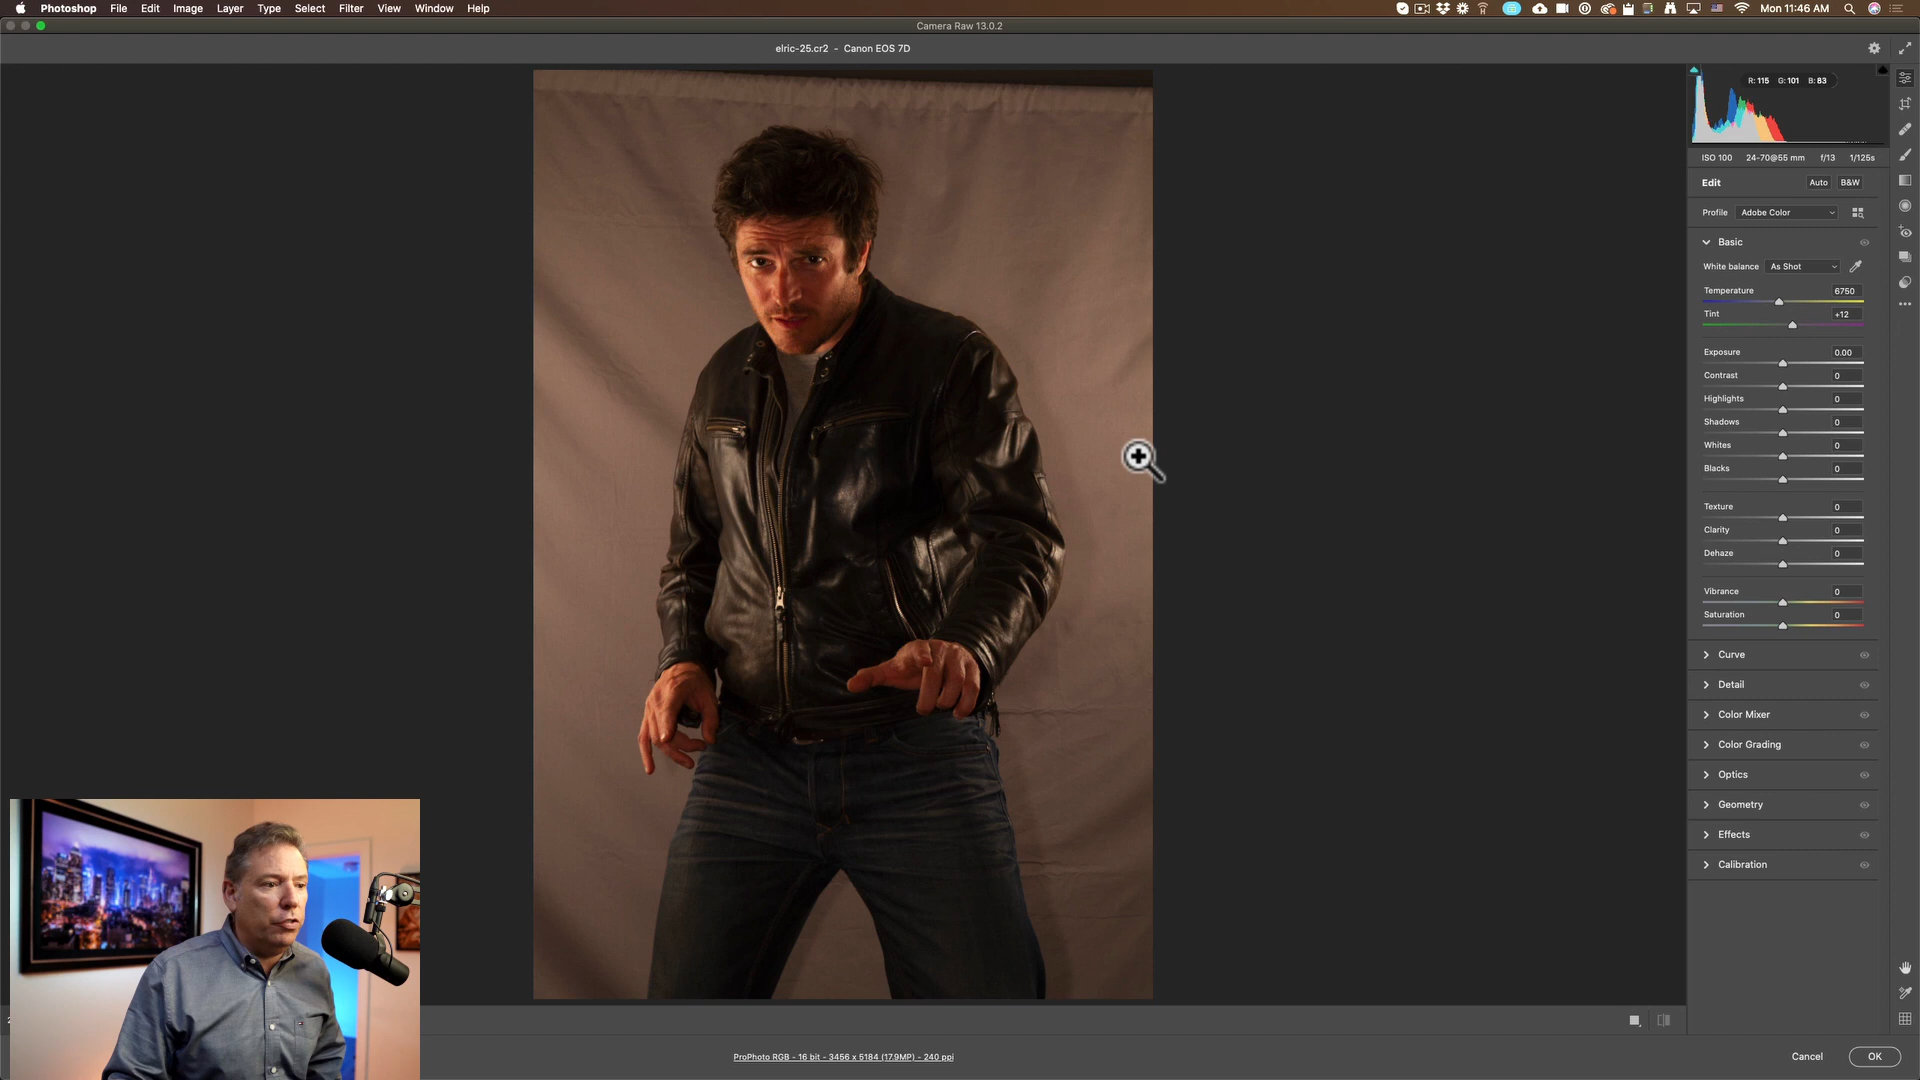 Photoshop File Edit Image Layer Type Select Filter View Window Help
Mon 11:46 AM
Camera Raw 13.0.2
elric-25.cr2 - Canon EOS 7D
R: 115 G: 101 B: 83
ISO 100 24-70@55 mm f/13 1/125s
Edit Auto B&W
Profile Adobe Color
Basic
White balance As Shot
Temperature 6750
Tint +12
Exposure 0.00
Contrast 0
Highlights 0
Shadows 0
Whites 0
Blacks 0
Texture 0
Clarity 0
Dehaze 0
Vibrance 0
Saturation 0
Curve
Detail
Color Mixer
Color Grading
Optics
Geometry
Effects
Calibration
ProPhoto RGB - 16 bit - 3456 x 5184 (17.9MP) - 240 ppi
Cancel OK